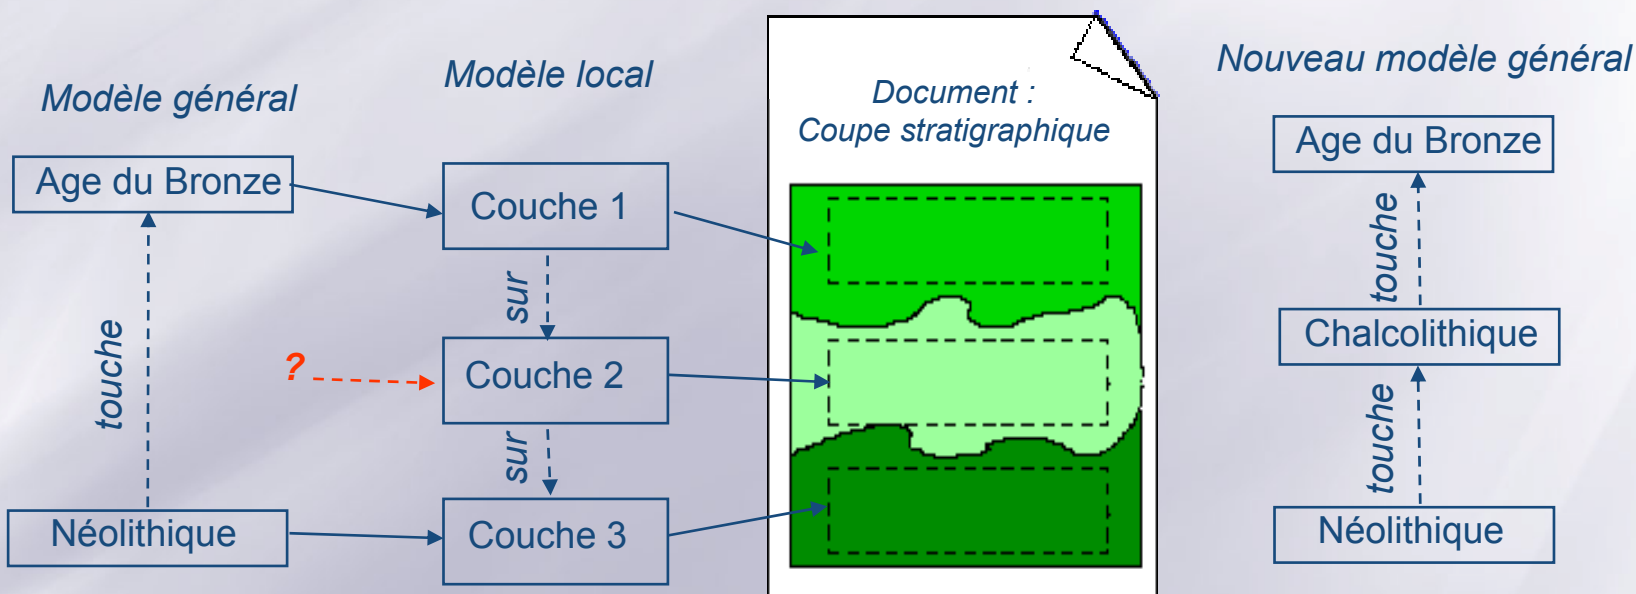 Modèle général
Age du Bronze
touche
Néolithique
Modèle local
Couche 1
sur
?
Couche 2
sur
Couche 3
Document :
Coupe stratigraphique
Nouveau modèle général
Age du Bronze
touche
Chalcolithique
touche
Néolithique